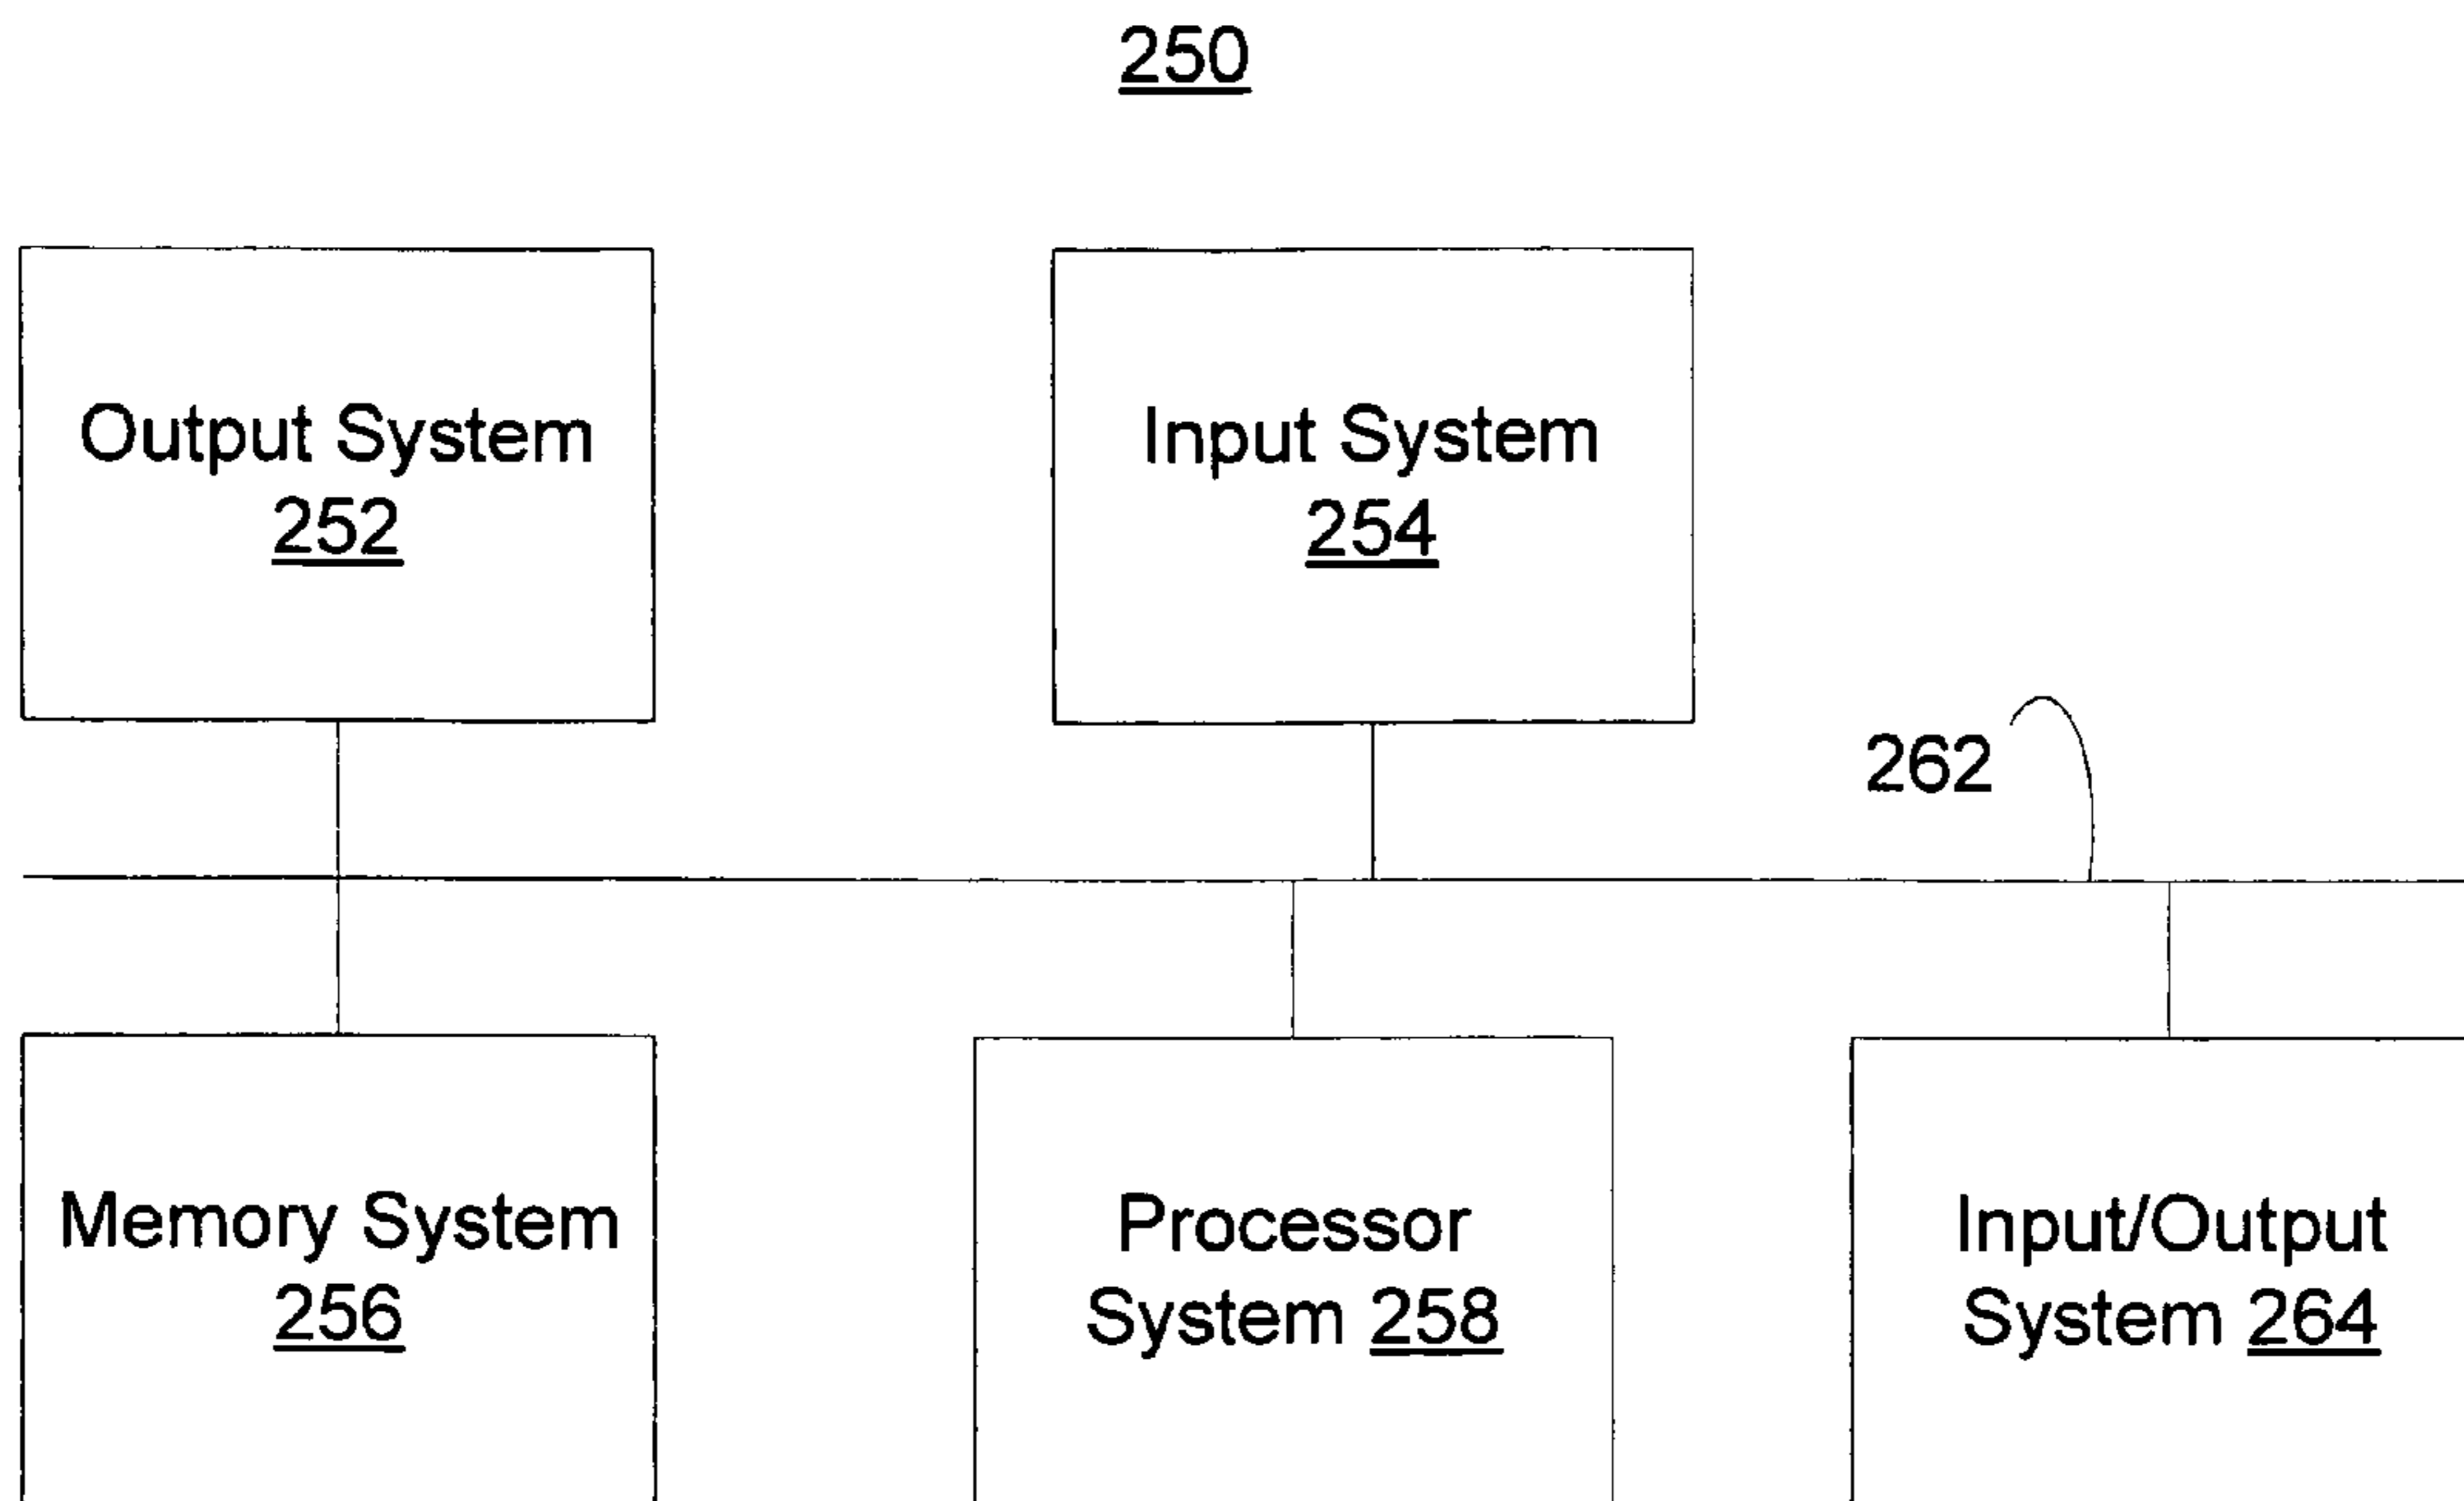 250
Output System
252
Input System
254
262
Memory System
256
Processor
System 258
Input/Output
System 264